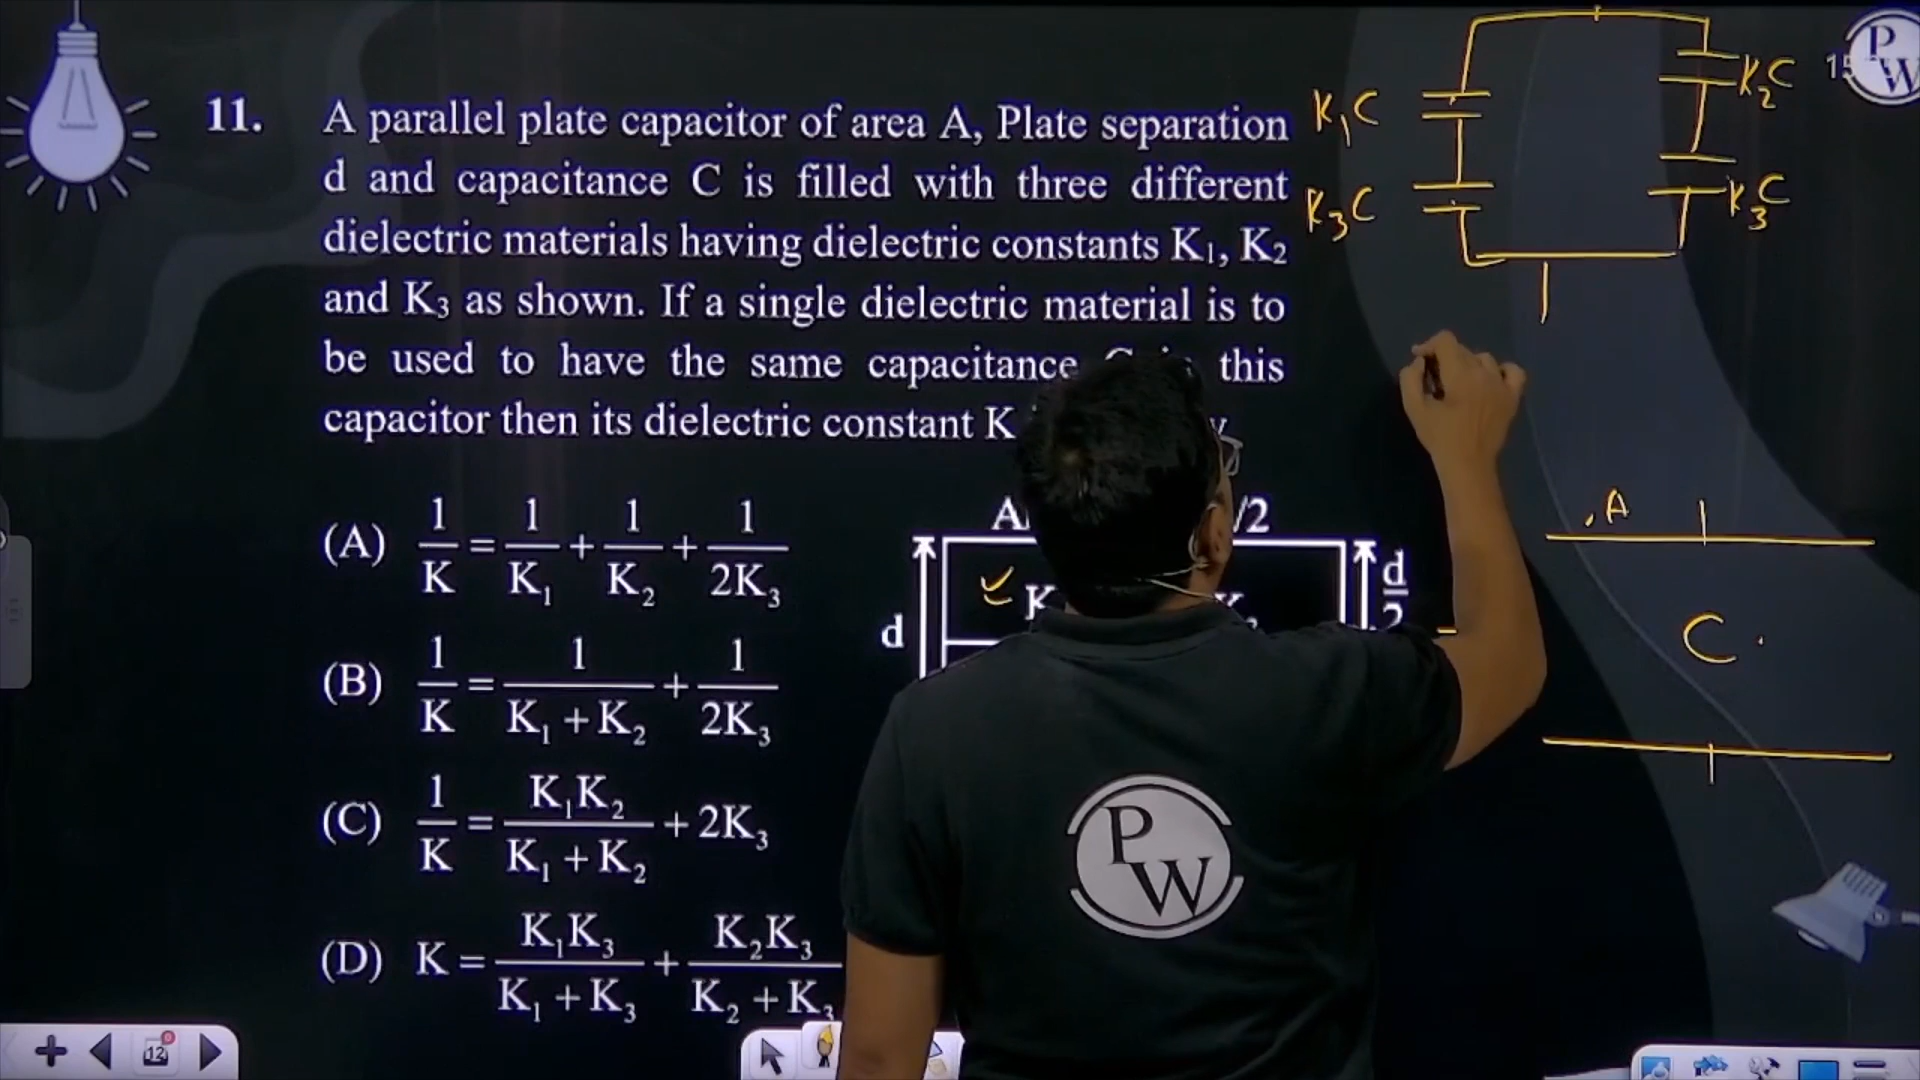 11. A parallel plate capacitor of area A, Plate separation
d and capacitance C is filled with three different
dielectric materials having dielectric constants K₁, K₂
and K₃ as shown. If a single dielectric material is to
be used to have the same capacitance this
capacitor then its dielectric constant K
(A) 1/K = 1/K₁ + 1/K₂ + 1/2K₃
(B) 1/K = 1/(K₁ + K₂) + 1/2K₃
(C) 1/K = K₁K₂/(K₁ + K₂) + 2K₃
(D) K = K₁K₃/(K₁ + K₃) + K₂K₃/(K₂ + K₃)
A /2
d K d/2
K₁C K₂C
K₃C K₃C
A
C
PW
PW
12